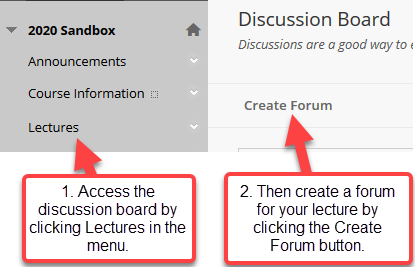 2020 Sandbox
Announcements
Course Information
Lectures
Discussion Board
Discussions are a good way to
Create Forum
1. Access the
discussion board by
clicking Lectures in the
menu.
2. Then create a forum
for your lecture by
clicking the Create
Forum button.